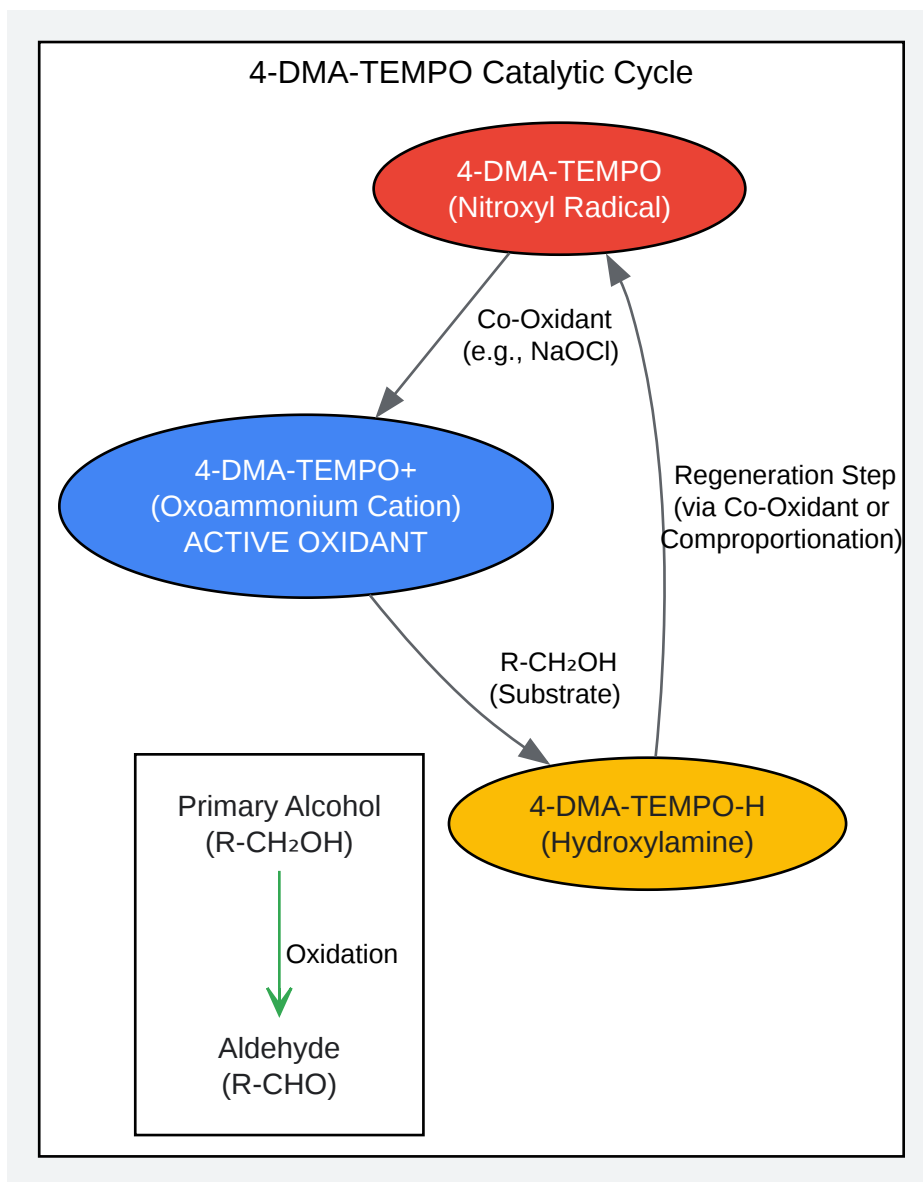 4-DMA-TEMPO Catalytic Cycle
4-DMA-TEMPO
(Nitroxyl Radical)
Co-Oxidant
(e.g., NaOCl)
4-DMA-TEMPO+
(Oxoammonium Cation)
ACTIVE OXIDANT
Regeneration Step
(via Co-Oxidant or
Comproportionation)
R-CH₂OH
(Substrate)
4-DMA-TEMPO-H
(Hydroxylamine)
Primary Alcohol
(R-CH₂OH)
Oxidation
Aldehyde
(R-CHO)